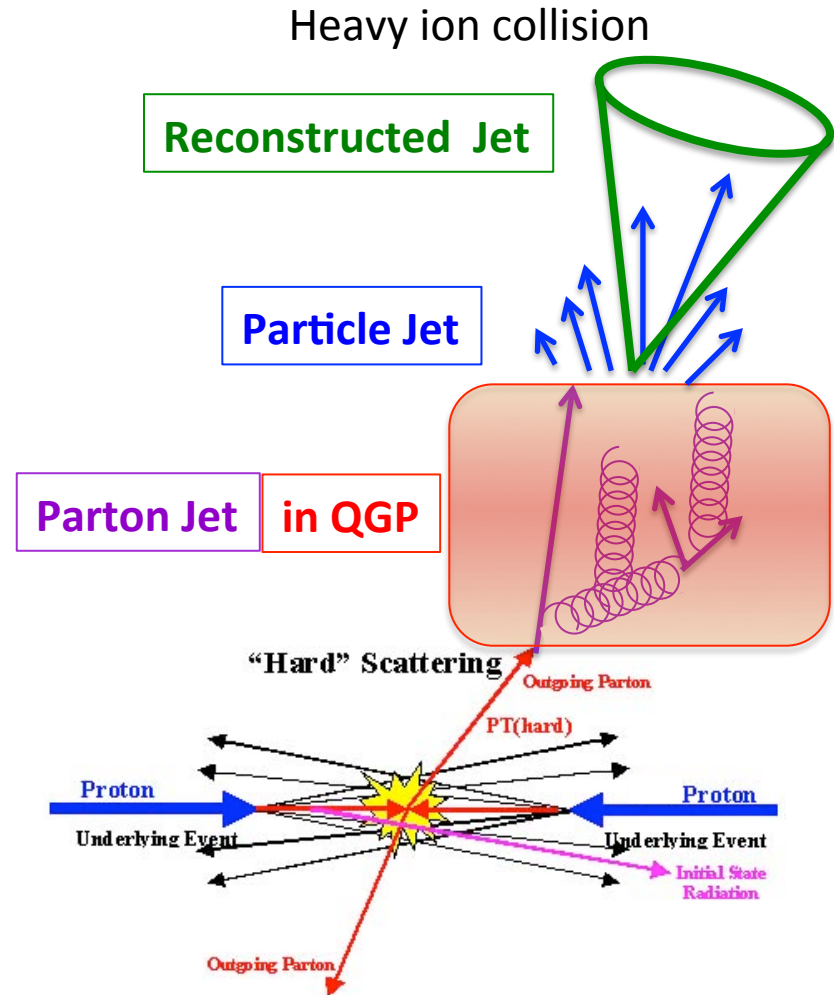 Heavy ion collision
Reconstructed Jet
Particle Jet
Parton Jet in QGP
“Hard” Scattering
Outgoing Parton
PT(hard)
Proton
Proton
Underlying Event
Underlying Event
Initial State
Radiation
Outgoing Parton